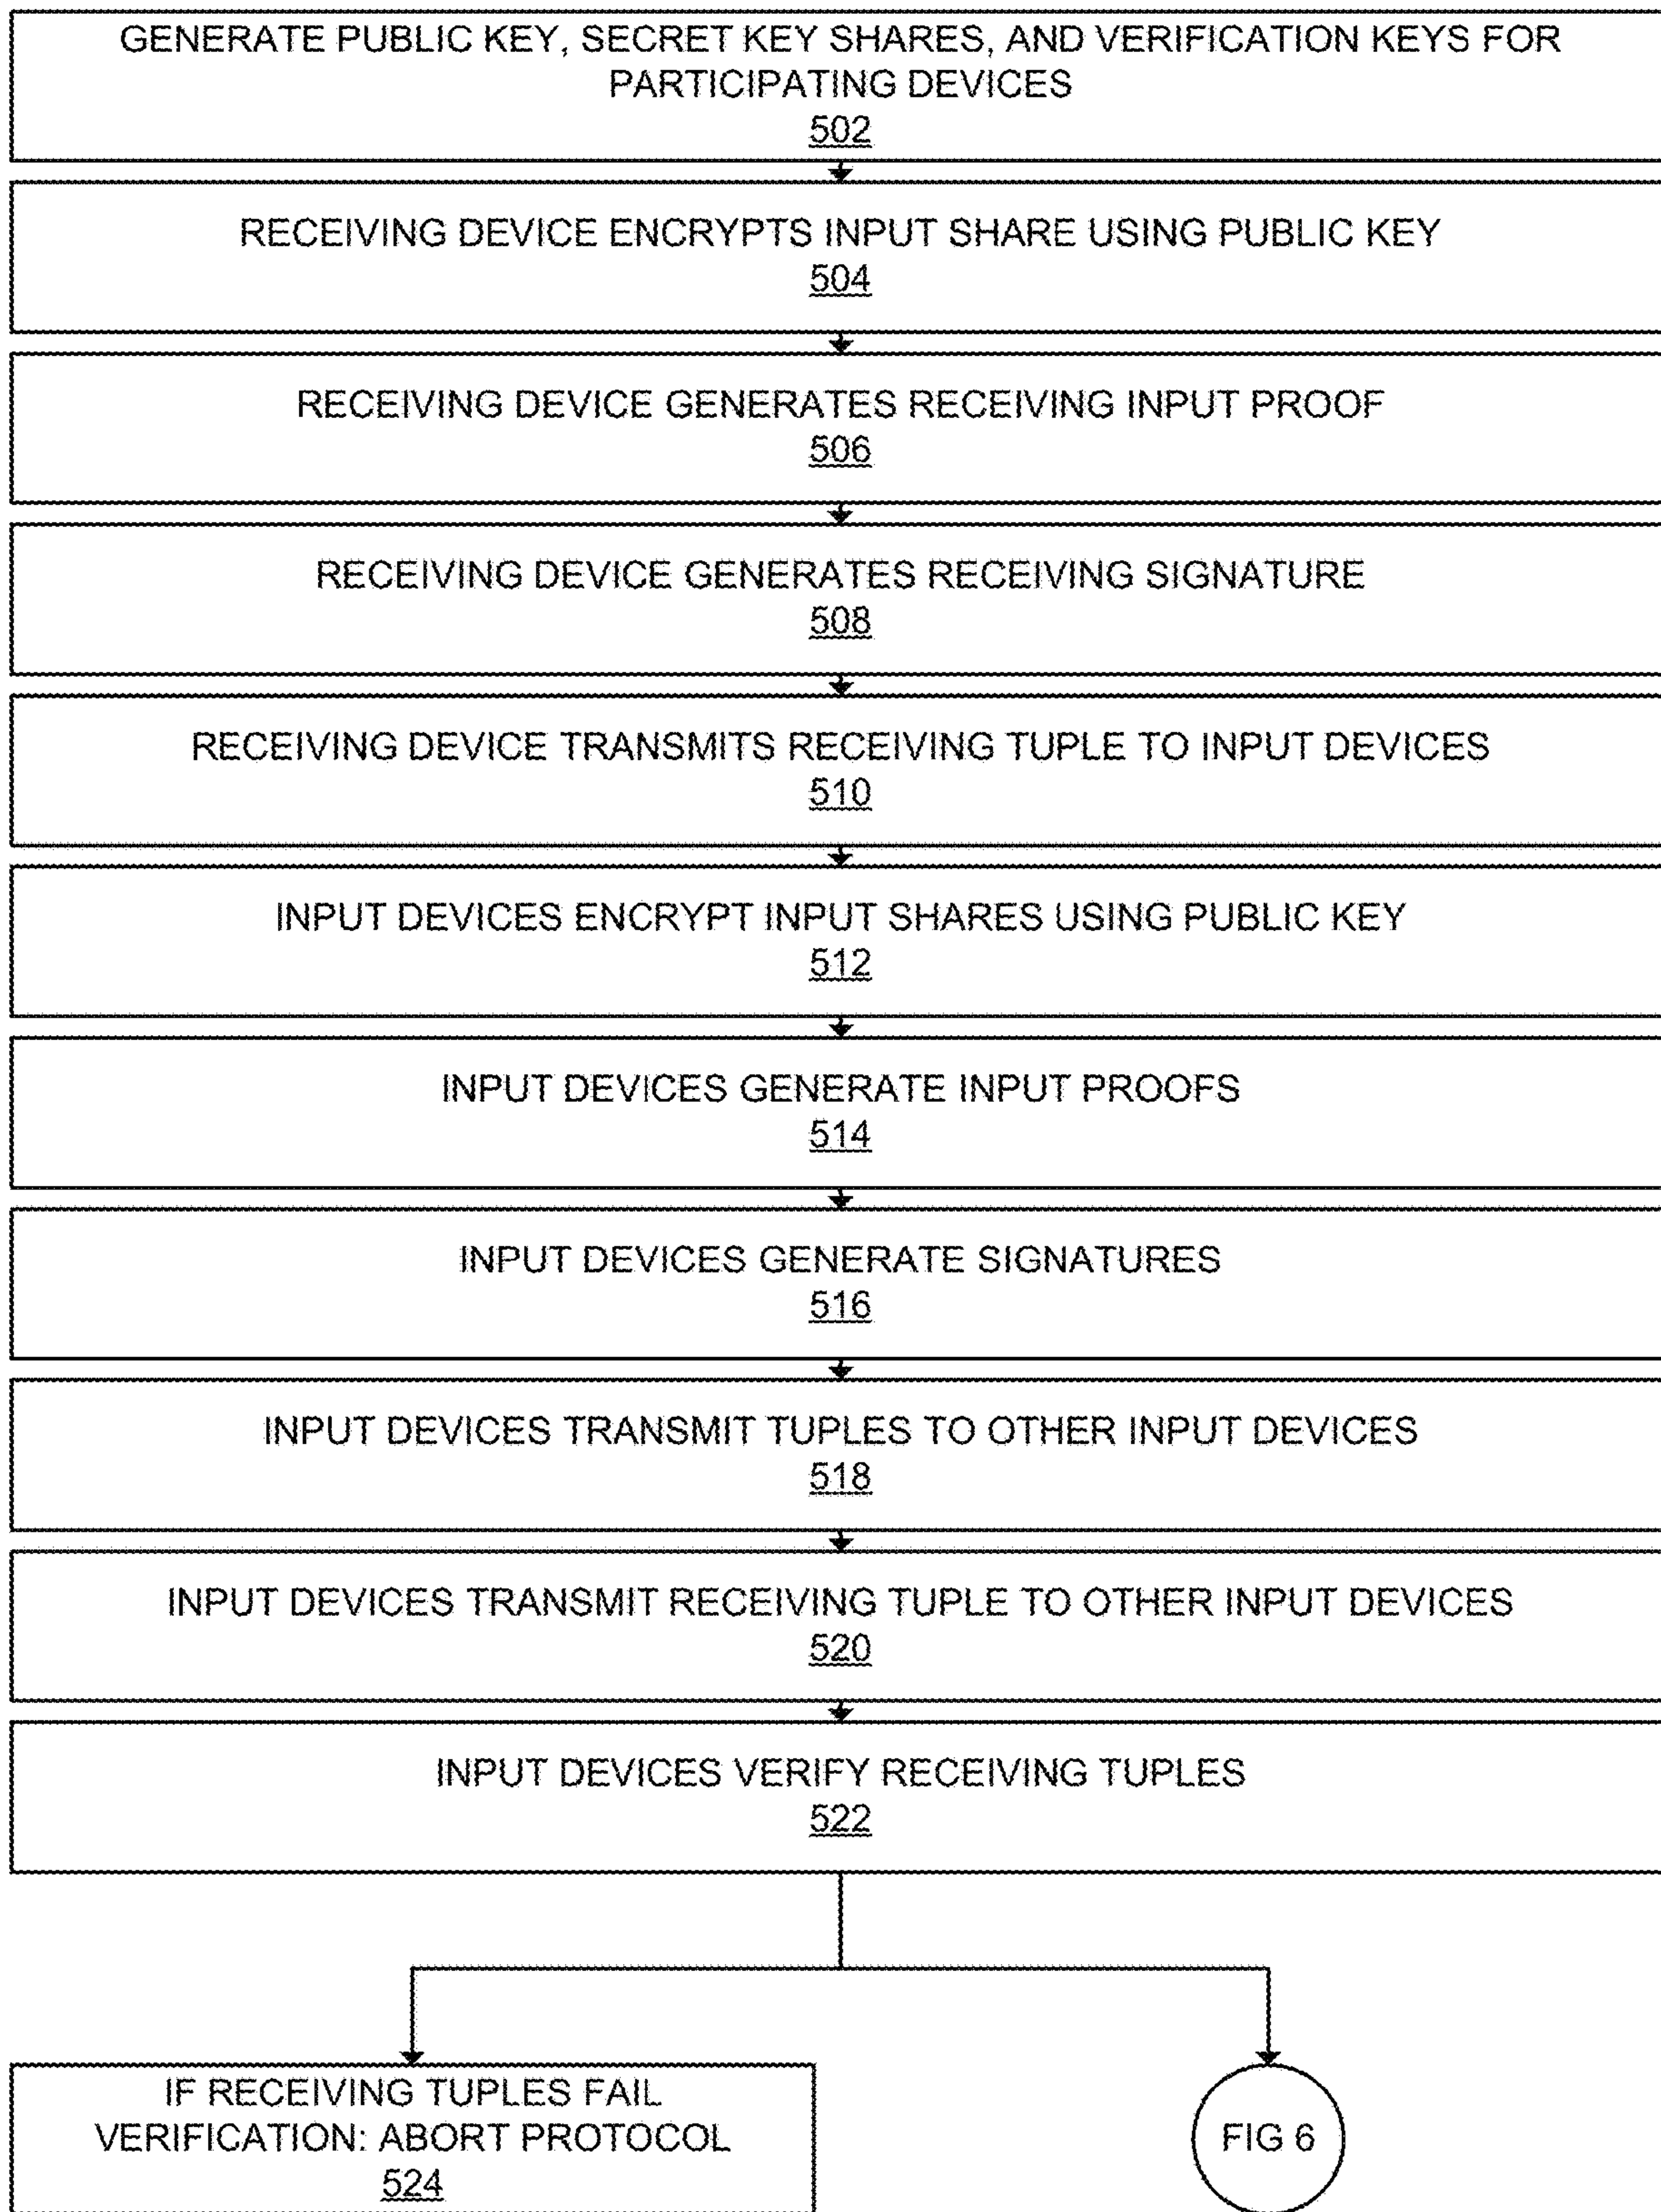 GENERATE PUBLIC KEY, SECRET KEY SHARES, AND VERIFICATION KEYS FOR
PARTICIPATING DEVICES
502
RECEIVING DEVICE ENCRYPTS INPUT SHARE USING PUBLIC KEY
504
RECEIVING DEVICE GENERATES RECEIVING INPUT PROOF
506
RECEIVING DEVICE GENERATES RECEIVING SIGNATURE
508
RECEIVING DEVICE TRANSMITS RECEIVING TUPLE TO INPUT DEVICES
510
INPUT DEVICES ENCRYPT INPUT SHARES USING PUBLIC KEY
512
INPUT DEVICES GENERATE INPUT PROOFS
514
INPUT DEVICES GENERATE SIGNATURES
516
INPUT DEVICES TRANSMIT TUPLES TO OTHER INPUT DEVICES
518
INPUT DEVICES TRANSMIT RECEIVING TUPLE TO OTHER INPUT DEVICES
520
INPUT DEVICES VERIFY RECEIVING TUPLES
522
IF RECEIVING TUPLES FAIL
VERIFICATION: ABORT PROTOCOL
524
FIG 6